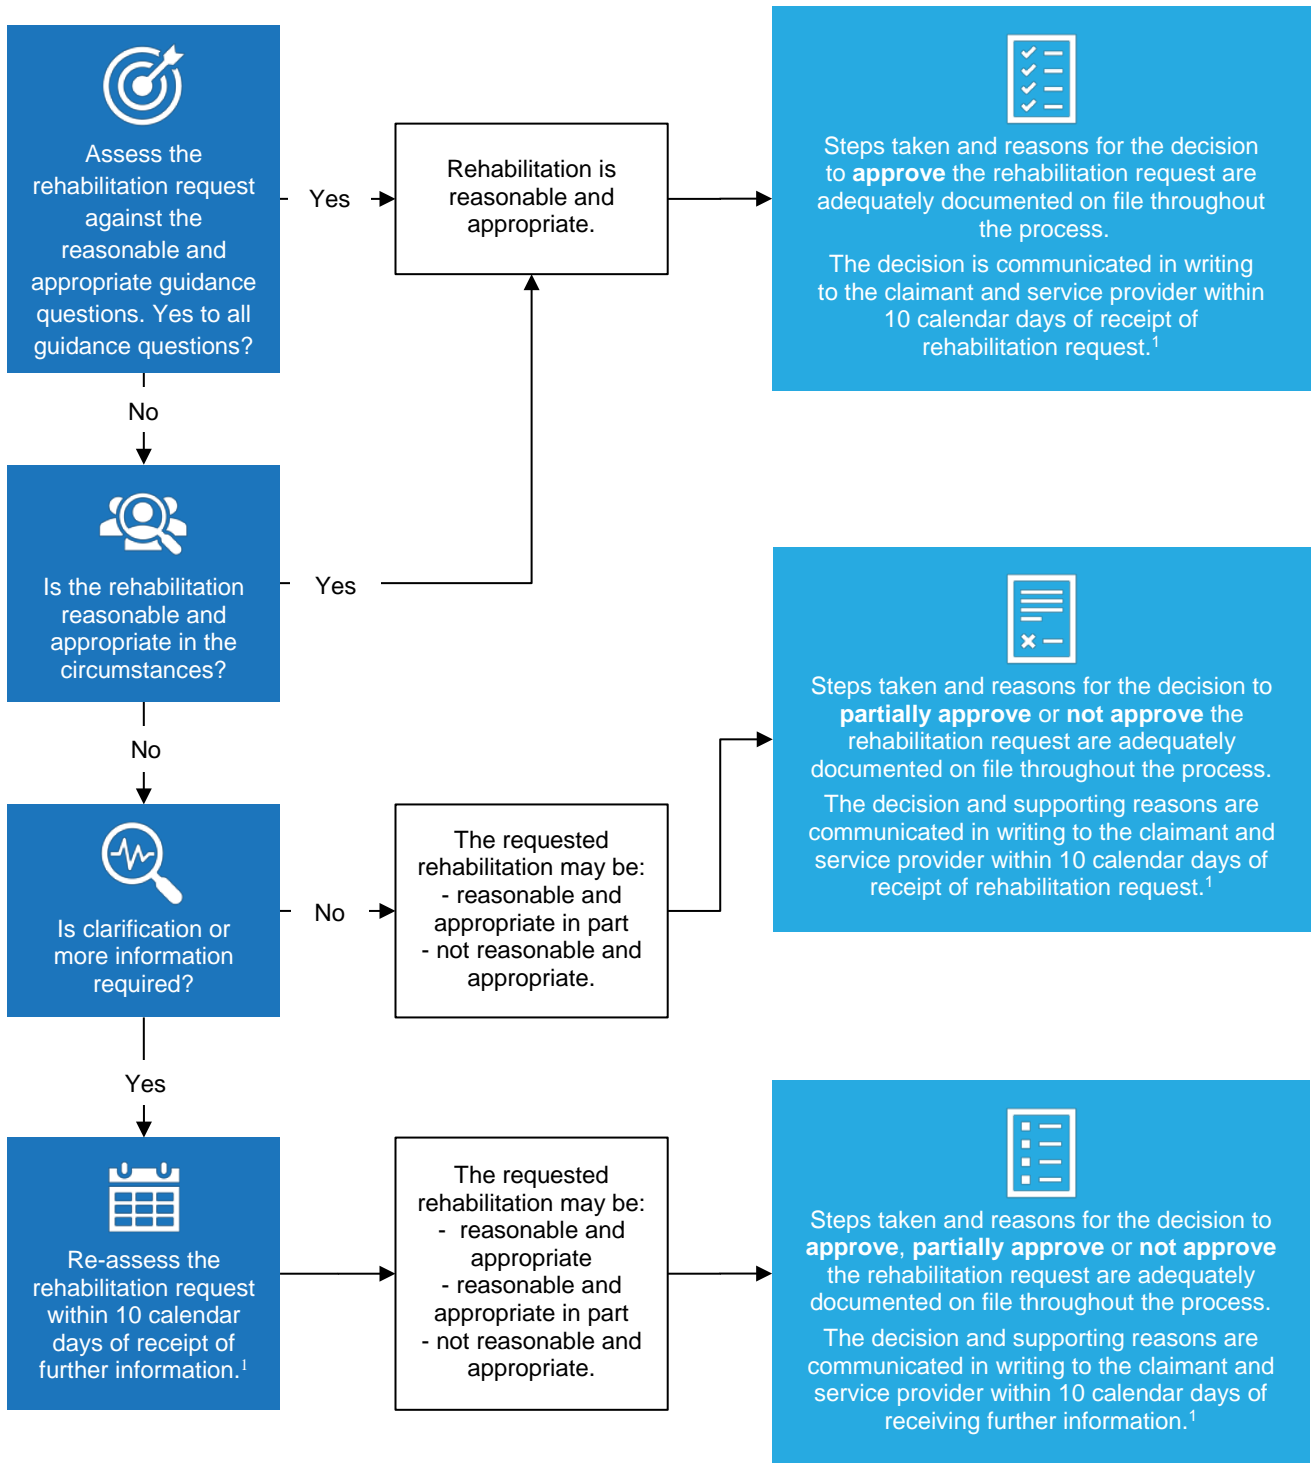 Assess the
rehabilitation request
against the
reasonable and
appropriate guidance
questions. Yes to all
guidance questions?
Yes
Rehabilitation is
reasonable and
appropriate.
Steps taken and reasons for the decision
to approve the rehabilitation request are
adequately documented on file throughout
the process.
The decision is communicated in writing
to the claimant and service provider within
10 calendar days of receipt of
rehabilitation request.1
No
Is the rehabilitation
reasonable and
appropriate in the
circumstances?
Yes
No
Is clarification or
more information
required?
No
The requested
rehabilitation may be:
- reasonable and
appropriate in part
- not reasonable and
appropriate.
Steps taken and reasons for the decision to
partially approve or not approve the
rehabilitation request are adequately
documented on file throughout the process.
The decision and supporting reasons are
communicated in writing to the claimant and
service provider within 10 calendar days of
receipt of rehabilitation request.1
Yes
Re-assess the
rehabilitation request
within 10 calendar
days of receipt of
further information.1
The requested
rehabilitation may be:
- reasonable and
appropriate
- reasonable and
appropriate in part
- not reasonable and
appropriate.
Steps taken and reasons for the decision to
approve, partially approve or not approve
the rehabilitation request are adequately
documented on file throughout the process.
The decision and supporting reasons are
communicated in writing to the claimant and
service provider within 10 calendar days of
receiving further information.1